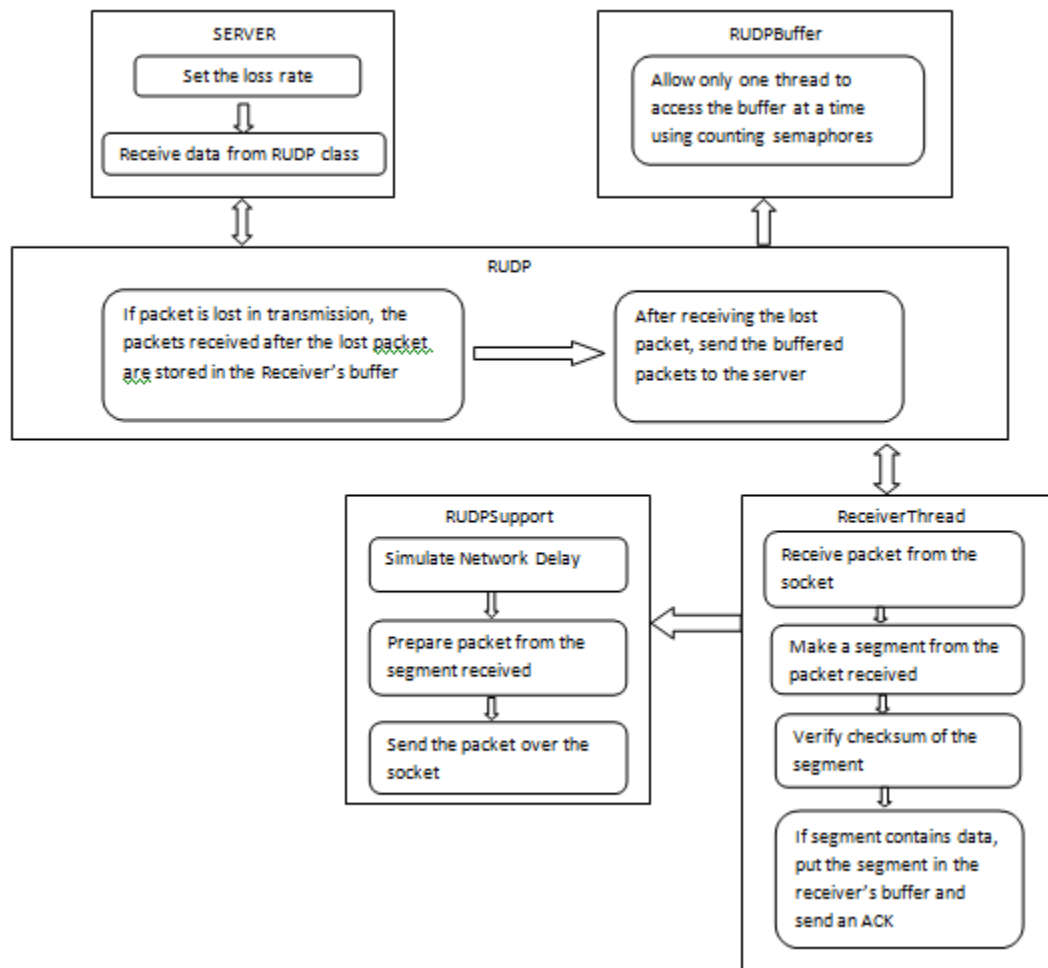 SERVER
Set the loss rate
Receive data from RUDP class
RUDPBuffer
Allow only one thread to
access the buffer at a time
using counting semaphores
RUDP
If packet is lost in transmission, the
packets received after the lost packet
are stored in the Receiver's buffer
After receiving the lost
packet, send the buffered
packets to the server
RUDPSupport
Simulate Network Delay
Prepare packet from the
segment received
Send the packet over the
socket
ReceiverThread
Receive packet from the
socket
Make a segment from the
packet received
Verify checksum of the
segment
If segment contains data,
put the segment in the
receiver's buffer and
send an ACK